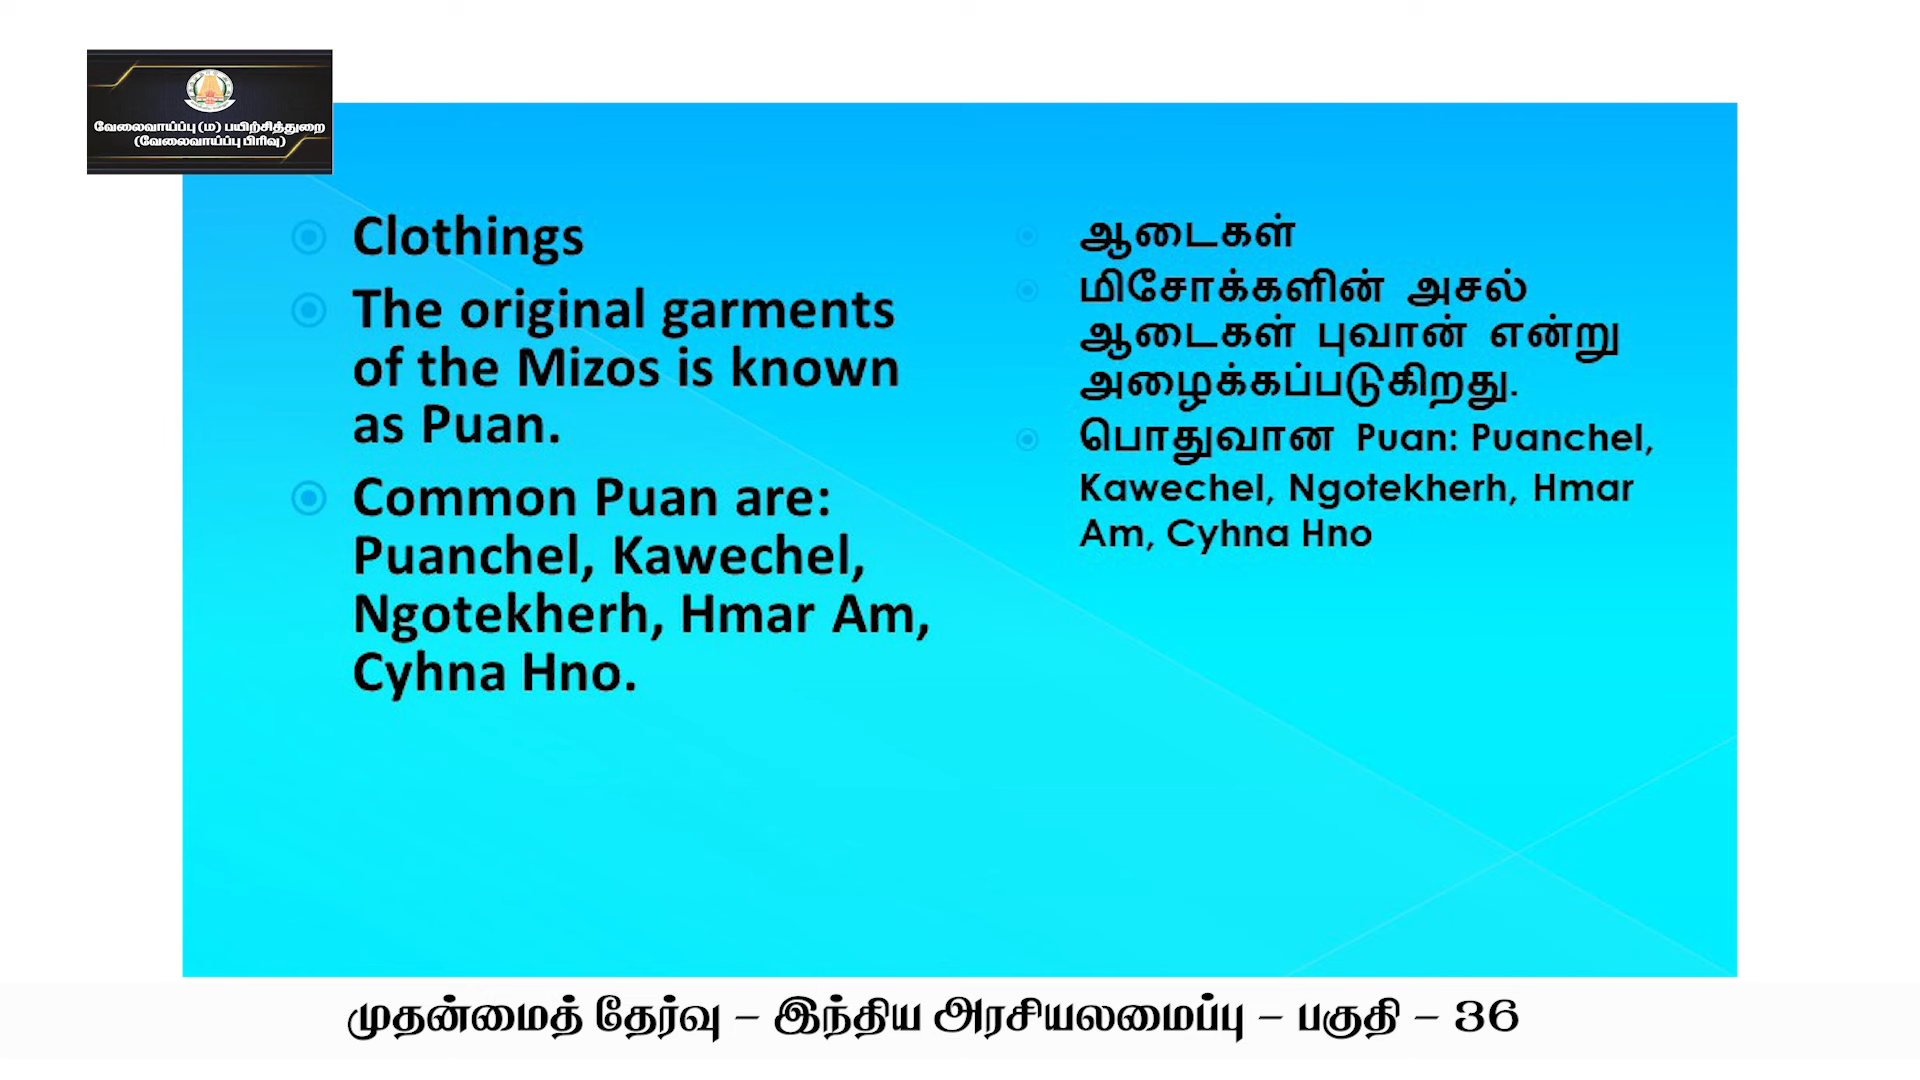 வேலைவாய்ப்பு (ம) பயிற்சித்துறை
(வேலைவாய்ப்பு பிரிவு)
Clothings
The original garments
of the Mizos is known
as Puan.
Common Puan are:
Puanchel, Kawechel,
Ngotekherh, Hmar Am,
Cyhna Hno.
ஆடைகள்
மிசோக்களின் அசல்
ஆடைகள் புவான் என்று
அழைக்கப்படுகிறது.
பொதுவான Puan: Puanchel,
Kawechel, Ngotekherh, Hmar
Am, Cyhna Hno
முதன்மைத் தேர்வு – இந்திய அரசியலமைப்பு – பகுதி – 36